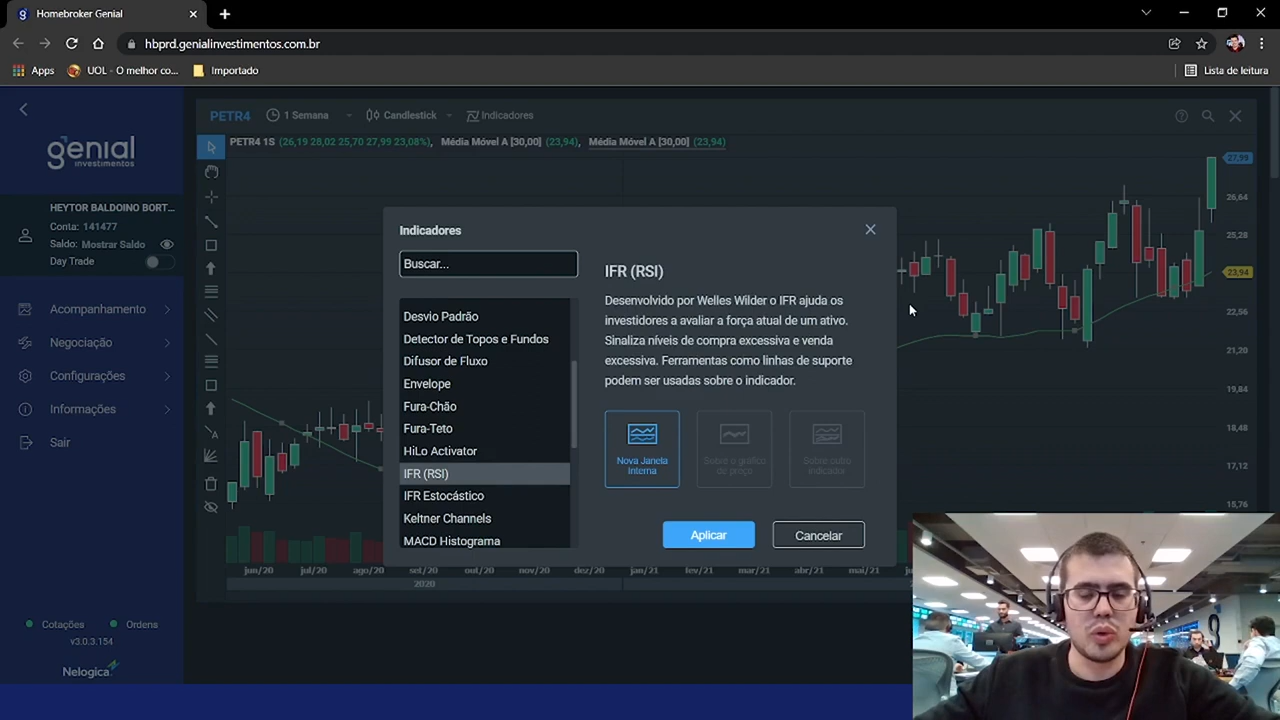 Homebroker Genial
hbprd.genialinvestimentos.com.br
Apps
UOL - O melhor co...
Importado
Lista de leitura
genial
investimentos
HEYTOR BALDOINO BORT...
Conta: 141477
Saldo: Mostrar Saldo
Day Trade
Acompanhamento
Negociação
Configurações
Informações
Sair
Cotações
Ordens
v3.0.3.154
Nelogica
PETR4
1 Semana
Candlestick
Indicadores
PETR4 1S (26,19 28,02 25,70 27,99 23,08%), Média Móvel A [30,00] (23,94), Média Móvel A [30,00] (23,94)
Indicadores
Buscar...
Desvio Padrão
Detector de Topos e Fundos
Difusor de Fluxo
Envelope
Fura-Chão
Fura-Teto
HiLo Activator
IFR (RSI)
IFR Estocástico
Keltner Channels
MACD Histograma
IFR (RSI)
Desenvolvido por Welles Wilder o IFR ajuda os
investidores a avaliar a força atual de um ativo.
Sinaliza níveis de compra excessiva e venda
excessiva. Ferramentas como linhas de suporte
podem ser usadas sobre o indicador.
Nova Janela
Interna
Sobre o gráfico
de preço
Sobre outro
indicador
Aplicar
Cancelar
27,99
26,64
25,28
23,94
22,56
21,20
19,84
18,48
17,12
15,76
jun/20
jul/20
ago/20
set/20
out/20
nov/20
dez/20
jan/21
fev/21
mar/21
abr/21
mai/21
2020